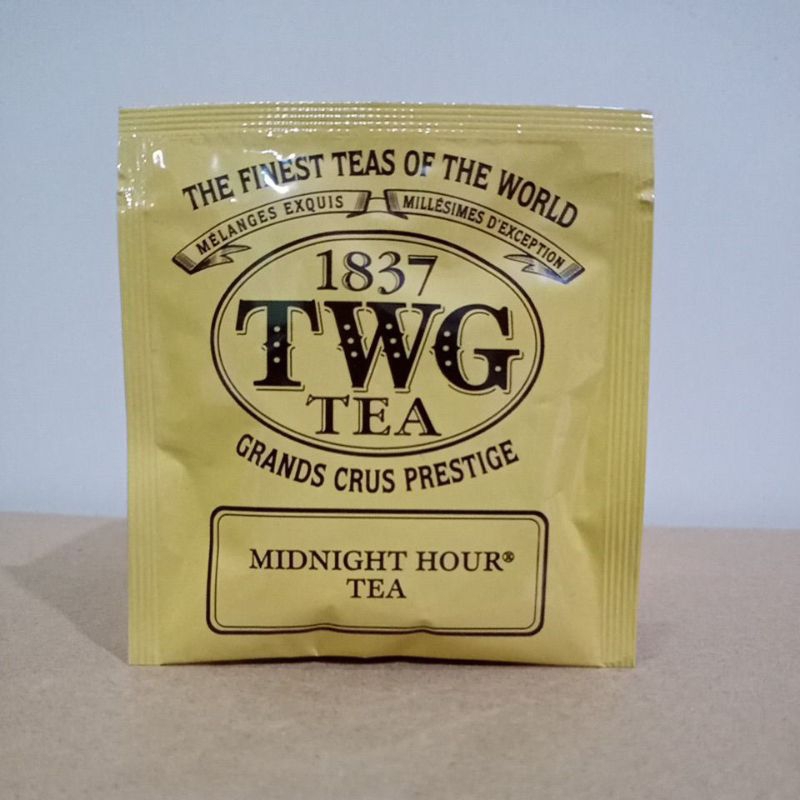 THE FINEST TEAS OF THE WORLD
MÉLANGES EXQUIS MILLÉSIMES D'EXCEPTION
1837
TWG
TEA
GRANDS CRUS PRESTIGE
MIDNIGHT HOUR®
TEA